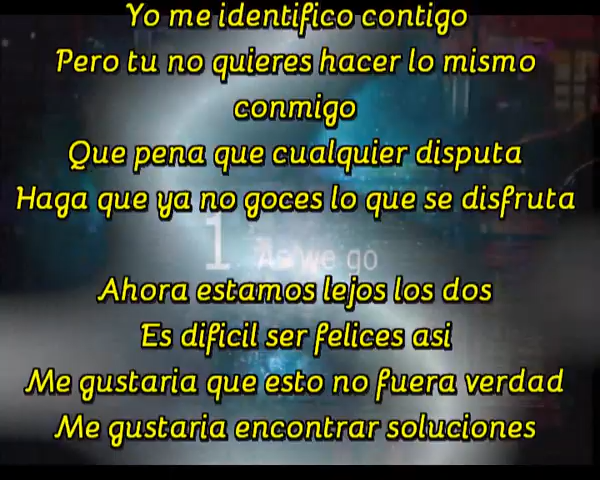 Yo me identifico contigo
Pero tu no quieres hacer lo mismo
conmigo
Que pena que cualquier disputa
Haga que ya no goces lo que se disfruta
1 As we go
Ahora estamos lejos los dos
Es dificil ser felices asi
Me gustaria que esto no fuera verdad
Me gustaria encontrar soluciones